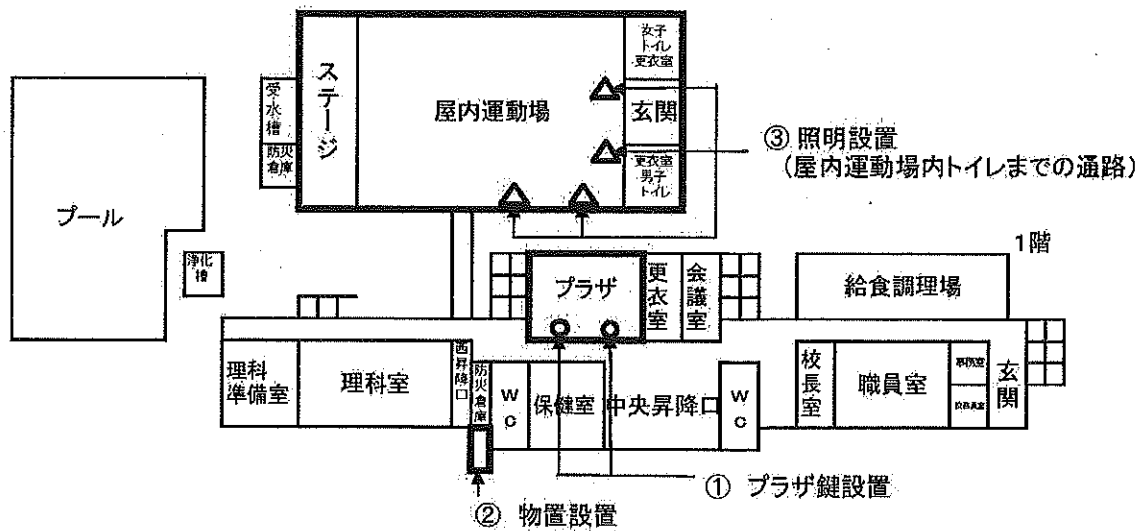 女子
トイレ
更衣室
ステージ
受水槽
屋内運動場
玄関
防災
倉庫
更衣室
男子
トイレ
③ 照明設置
(屋内運動場内トイレまでの通路)
プール
1階
浄化
槽
プラザ
更衣室
会議室
給食調理場
理科
準備室
理科室
西昇降口
防災倉庫
WC
保健室
中央昇降口
WC
校長室
職員室
玄関
① プラザ鍵設置
② 物置設置